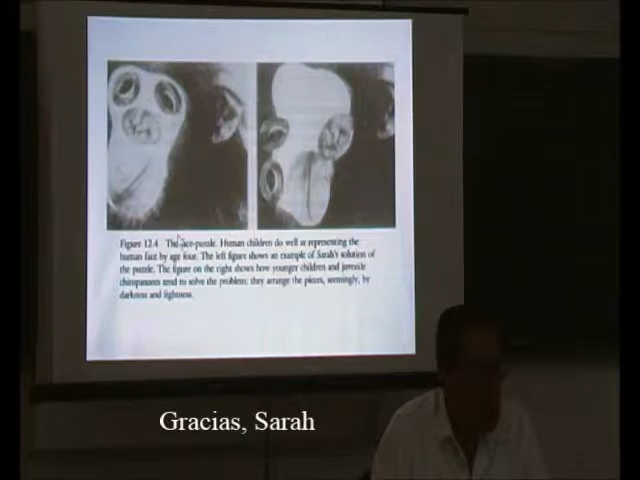 Figure 12.4 The face-puzzle. Human children do well at representing the
human face by age four. The left figure shows an example of Sarah's solution of
the puzzle. The figure on the right shows how younger children and juvenile
chimpanzees tend to solve the problem: they arrange the pieces, seemingly, by
darkness and lightness.
Gracias, Sarah